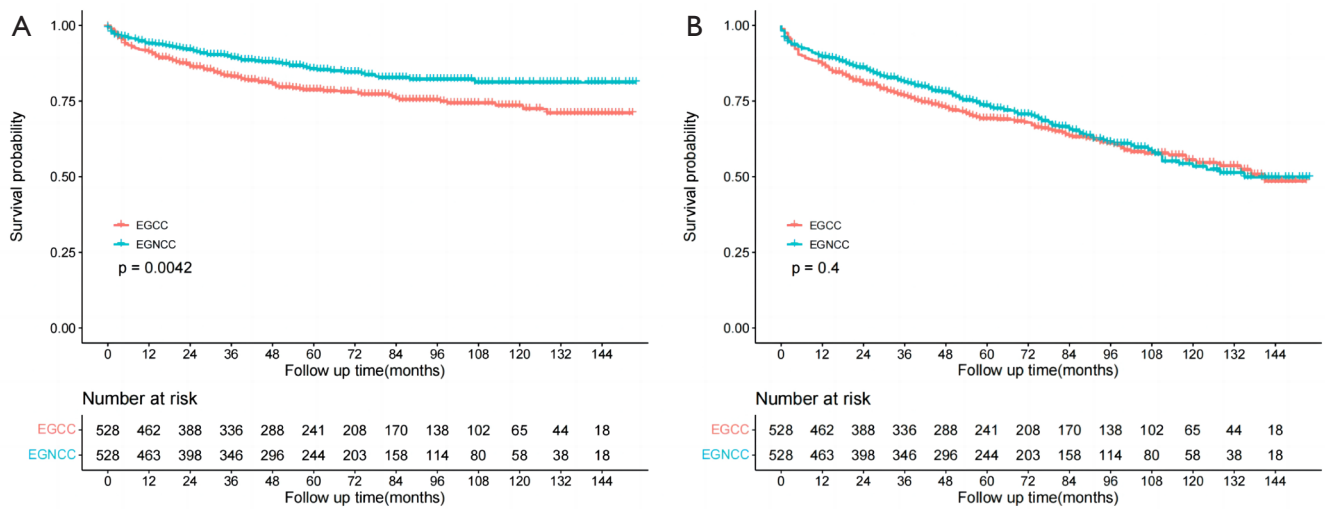 A
Survival probability
1.00
0.75
0.50
0.25
0.00
EGCC
EGNCC
p = 0.0042
0 12 24 36 48 60 72 84 96 108 120 132 144
Follow up time(months)
Number at risk
EGCC 528 462 388 336 288 241 208 170 138 102 65 44 18
EGNCC 528 463 398 346 296 244 203 158 114 80 58 38 18
0 12 24 36 48 60 72 84 96 108 120 132 144
Follow up time(months)
B
Survival probability
1.00
0.75
0.50
0.25
0.00
EGCC
EGNCC
p = 0.4
0 12 24 36 48 60 72 84 96 108 120 132 144
Follow up time(months)
Number at risk
EGCC 528 462 388 336 288 241 208 170 138 102 65 44 18
EGNCC 528 463 398 346 296 244 203 158 114 80 58 38 18
0 12 24 36 48 60 72 84 96 108 120 132 144
Follow up time(months)